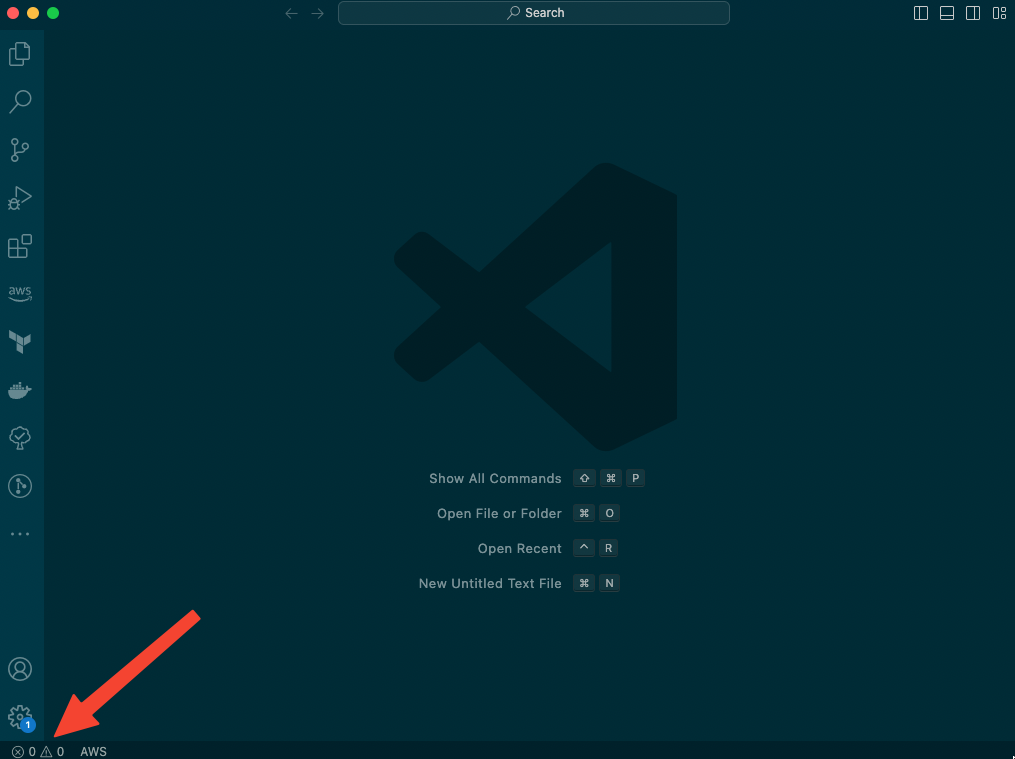 Search
aws
Show All Commands ⇧ ⌘ P
Open File or Folder ⌘ O
Open Recent ⌃ R
New Untitled Text File ⌘ N
1
0 0 AWS